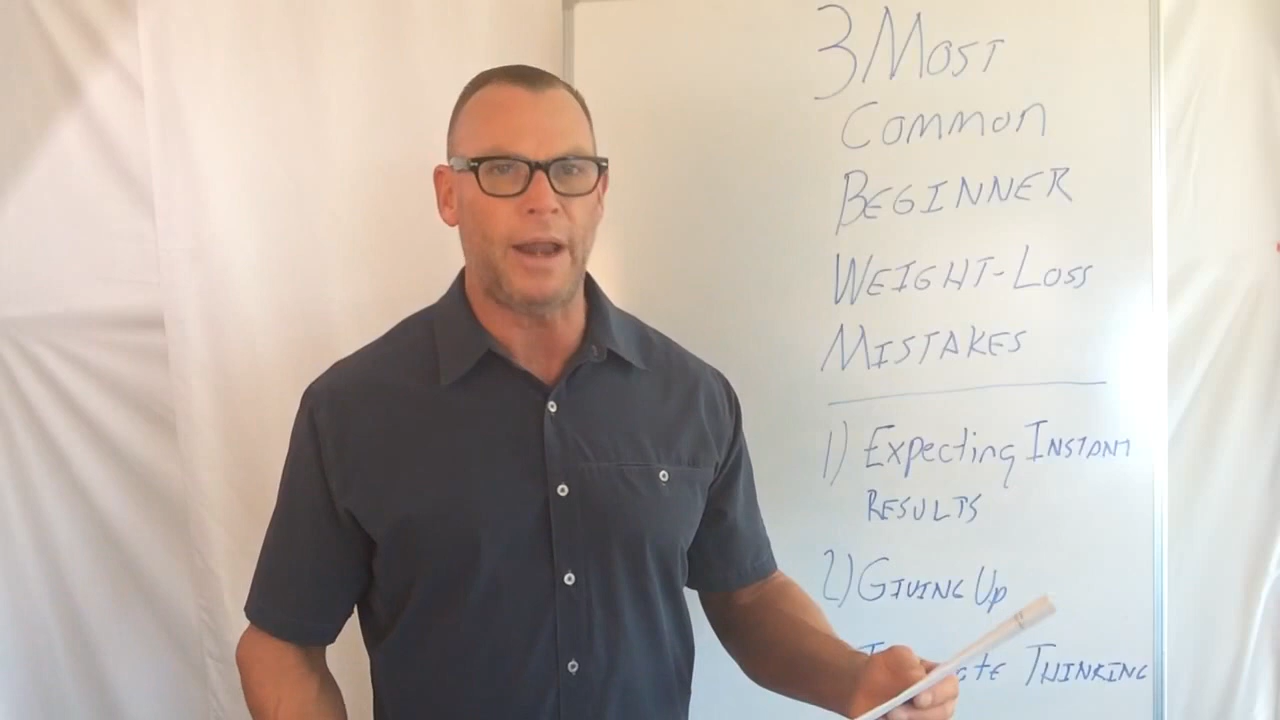 3 MOST
COMMON
BEGINNER
WEIGHT-LOSS
MISTAKES
1) Expecting INSTANT
RESULTS
2) GIVING Up
THINKING